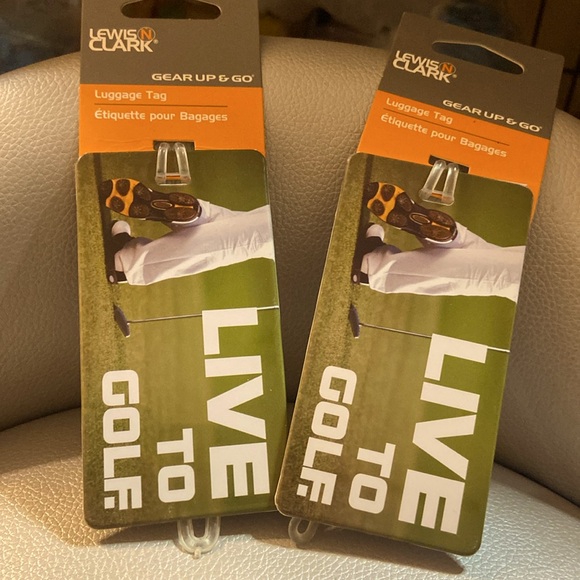 LEWIS N
CLARK®
GEAR UP & GO®
Luggage Tag
Étiquette pour Bagages
LIVE
TO
GOLF.
LEWIS N
CLARK®
GEAR UP & GO®
Luggage Tag
Étiquette pour Bagages
LIVE
TO
GOLF.